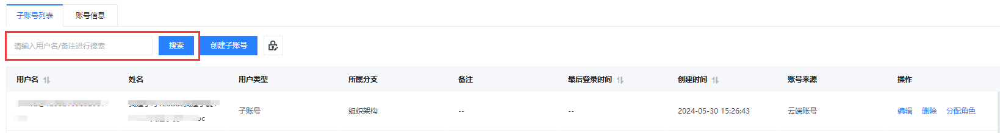 子账号列表 账号信息
请输入用户名/备注进行搜索 搜索 创建子账号
用户名 姓名 用户类型 所属分支 备注 最后登录时间 创建时间 账号来源 操作
子账号 组织架构 -- -- 2024-05-30 15:26:43 云端账号 编辑 删除 分配角色